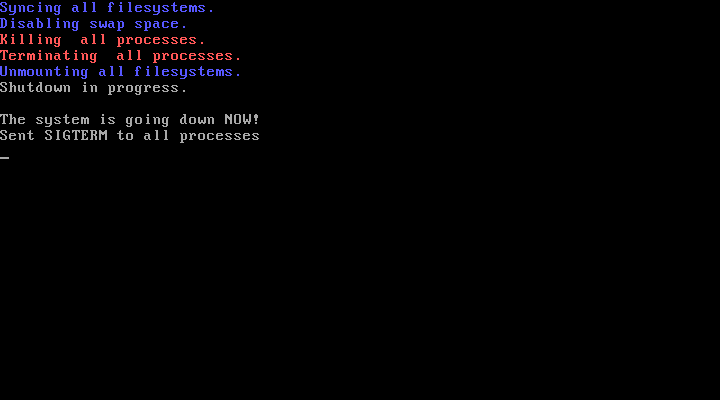 Syncing all filesystems.
Disabling swap space.
Killing  all processes.
Terminating  all processes.
Unmounting all filesystems.
Shutdown in progress.
The system is going down NOW!
Sent SIGTERM to all processes